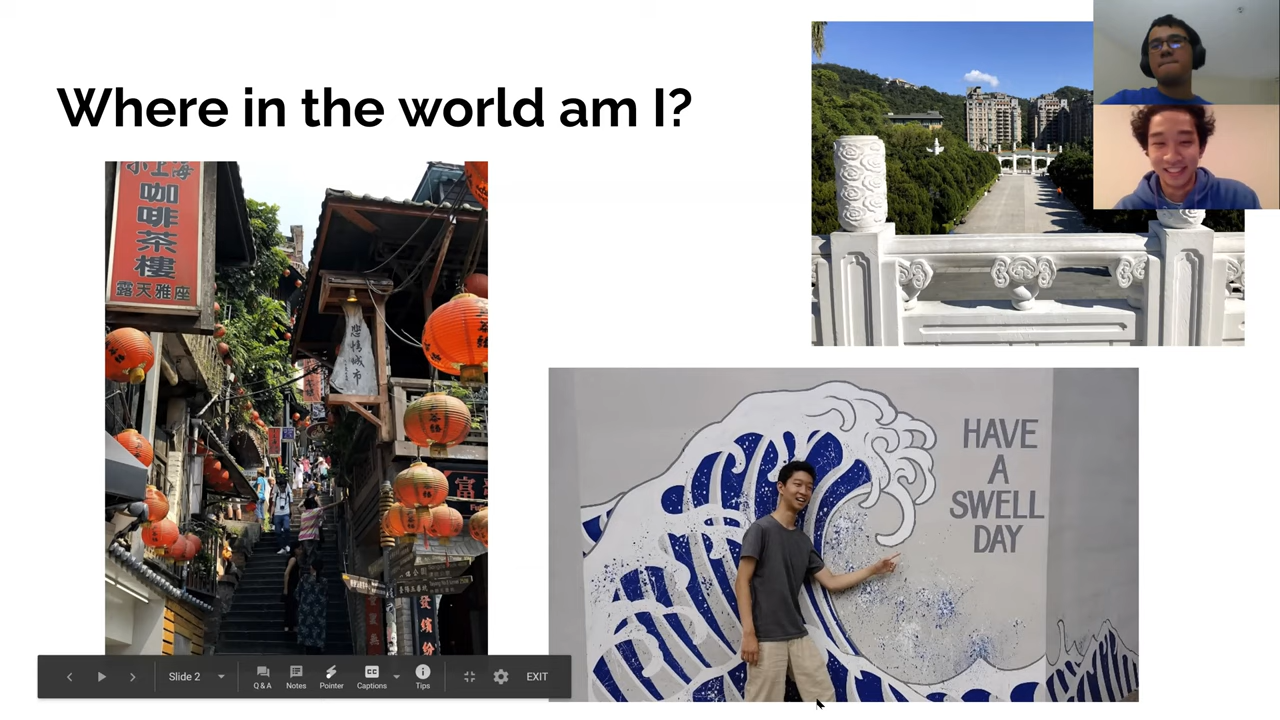 Where in the world am I?
小上海
咖啡茶樓
露天雅座
悲情城市
HAVE
A
SWELL
DAY
Slide 2
Q & A
Notes
Pointer
Captions
Tips
EXIT